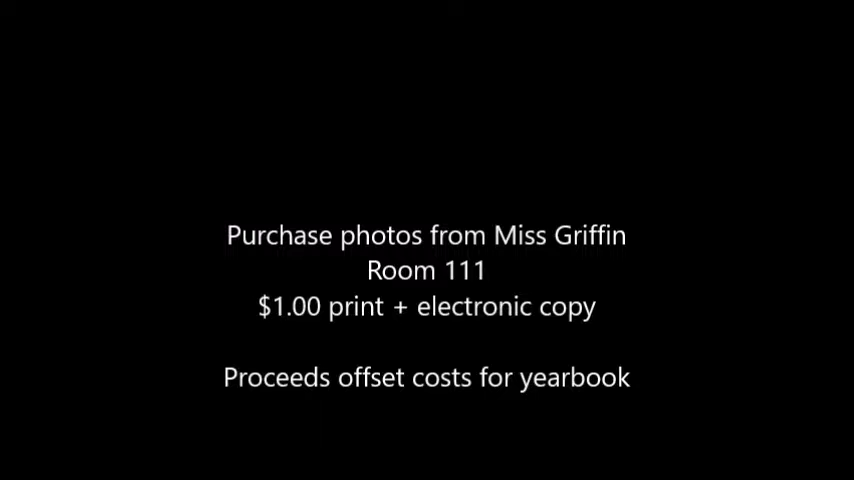 Purchase photos from Miss Griffin
Room 111
$1.00 print + electronic copy
Proceeds offset costs for yearbook